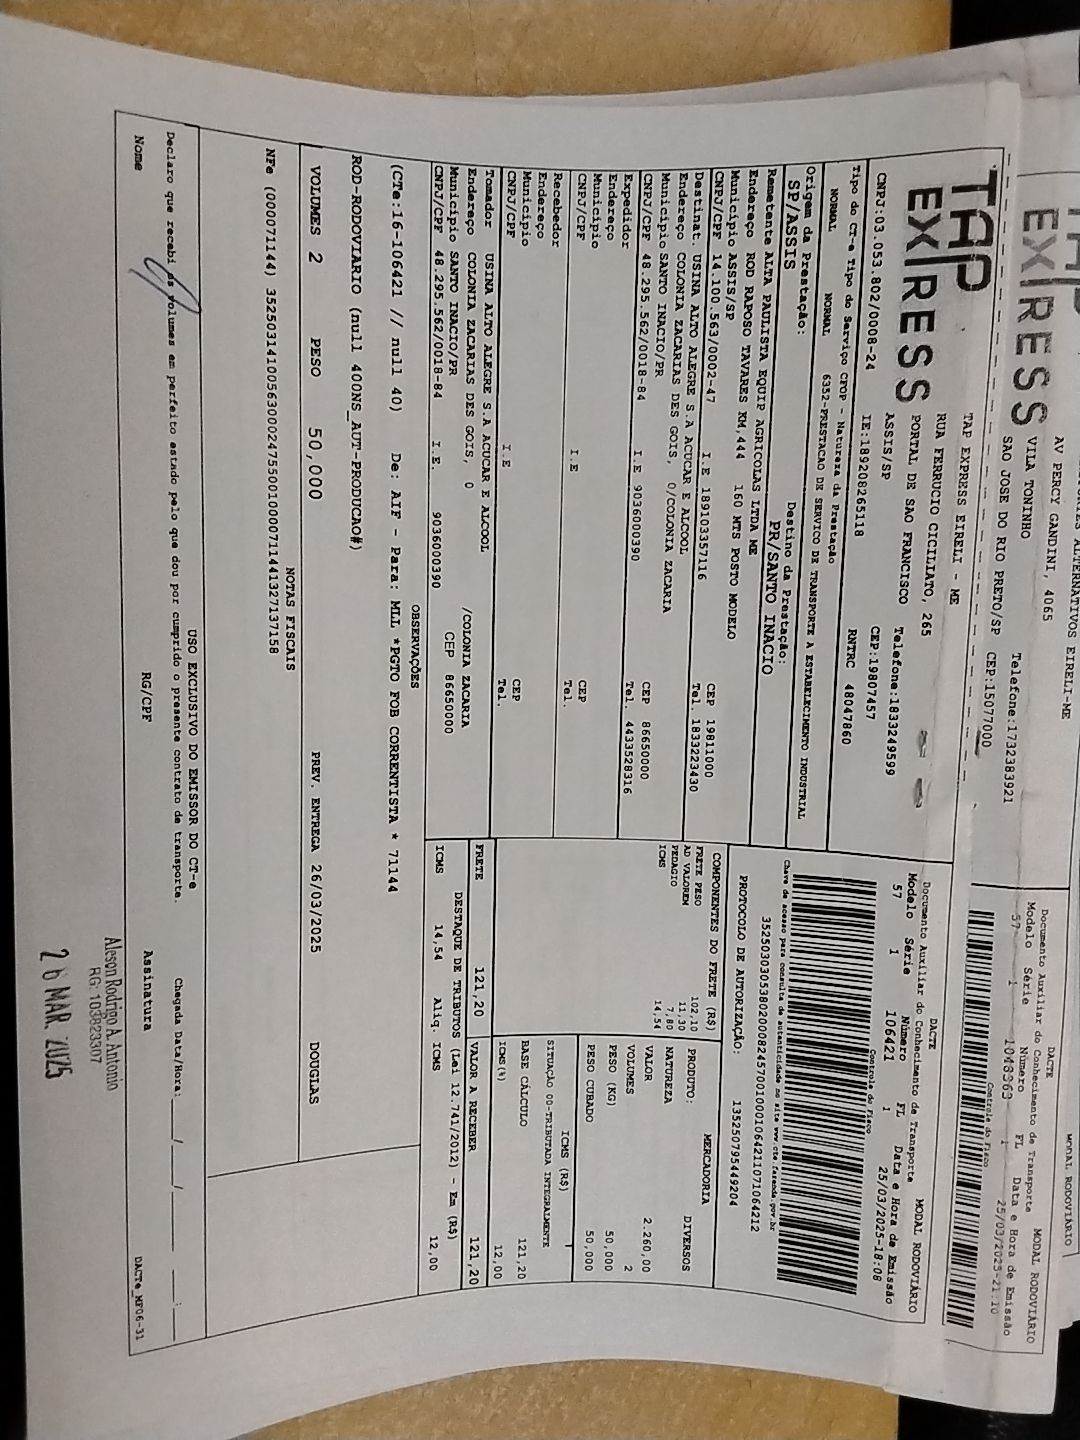 AV PERCY GANDINI, 4065
VILA TONINHO
SAO JOSE DO RIO PRETO/SP
Telefone:1732383921
CEP:15077000
EXPRESS
DACTE
Documento Auxiliar do Conhecimento de Transporte
MODAL RODOVIÁRIO
Modelo Série Número FL Data e Hora de Emissão
57 1 1 25/03/2025-21:10
Controle do Fisco
TAP
EXPRESS
TAP EXPRESS EIRELI - ME
RUA FERRUCIO CICILIATO, 265
PORTAL DE SAO FRANCISCO
ASSIS/SP
Telefone:1833249599
CEP:19807457
CNPJ:03.053.802/0008-24
IE:189208265118
RNTRC 48047860
DACTE
Documento Auxiliar do Conhecimento de Transporte
MODAL RODOVIÁRIO
Modelo Série Número FL Data e Hora de Emissão
57 1 106421 1 25/03/2025-18:08
Controle do Fisco
Chave de acesso para consulta de autenticidade no site www.cte.fazenda.gov.br
PROTOCOLO DE AUTORIZAÇÃO: 135250795449204
Tipo do CT-e Tipo do Serviço CFOP - Natureza da Prestação
NORMAL NORMAL 6352-PRESTACAO DE SERVICO DE TRANSPORTE A ESTABELECIMENTO INDUSTRIAL
Origem da Prestação:
SP/ASSIS
Destino da Prestação:
PR/SANTO INACIO
Remetente ALTA PAULISTA EQUIP AGRICOLAS LTDA ME
Endereço ROD RAPOSO TAVARES KM,444 160 MTS POSTO MODELO
Município ASSIS/SP CEP 19811000
CNPJ/CPF 14.100.563/0002-47 I.E 189103357116 Tel. 1833223430
Destinat. USINA ALTO ALEGRE S.A ACUCAR E ALCOOL
Endereço COLONIA ZACARIAS DES GOIS, 0/COLONIA ZACARIA
Município SANTO INACIO/PR CEP 86650000
CNPJ/CPF 48.295.562/0018-84 I.E 9036000390 Tel. 4433528316
Expedidor
Endereço
Município CEP
CNPJ/CPF I.E Tel.
Recebedor
Endereço
Município CEP
CNPJ/CPF I.E Tel.
Tomador USINA ALTO ALEGRE S.A ACUCAR E ALCOOL
Endereço COLONIA ZACARIAS DES GOIS, 0 /COLONIA ZACARIA
Município SANTO INACIO/PR CEP 86650000
CNPJ/CPF 48.295.562/0018-84 I.E. 9036000390
COMPONENTES DO FRETE (R$)
FRETE PESO 102,10
AD VALOREM 11,30
PEDAGIO 7,80
ICMS 14,54
MERCADORIA
PRODUTO: DIVERSOS
NATUREZA
VALOR 2.260,00
VOLUMES 2
PESO (KG) 50,000
PESO CUBADO 50,000
ICMS (R$)
SITUAÇÃO 00-TRIBUTADA INTEGRALMENTE
BASE CÁLCULO 121,20
ICMS(%) 12,00
FRETE 121,20 VALOR A RECEBER 121,20
DESTAQUE DE TRIBUTOS (Lei 12.741/2012) - Em (R$)
ICMS 14,54 Aliq. ICMS 12,00
OBSERVAÇÕES
(CTe:16-106421 // null 40) De: AIF - Para: MLL *PGTO FOB CORRENTISTA * 71144
ROD-RODOVIARIO (null 400NS_AUT-PRODUCAO#)
VOLUMES 2 PESO 50,000 PREV. ENTREGA 26/03/2025 DOUGLAS
NOTAS FISCAIS
USO EXCLUSIVO DO EMISSOR DO CT-e
Declaro que recebi os volumes em perfeito estado pelo que dou por cumprido o presente contrato de transporte.
Chegada Data/Hora: ___/___/___ ___:___
Nome RG/CPF Assinatura
DACTe_MF06-31
Aleson Rodrigo A. Antonio
RG: 103823307
26 MAR. 2025